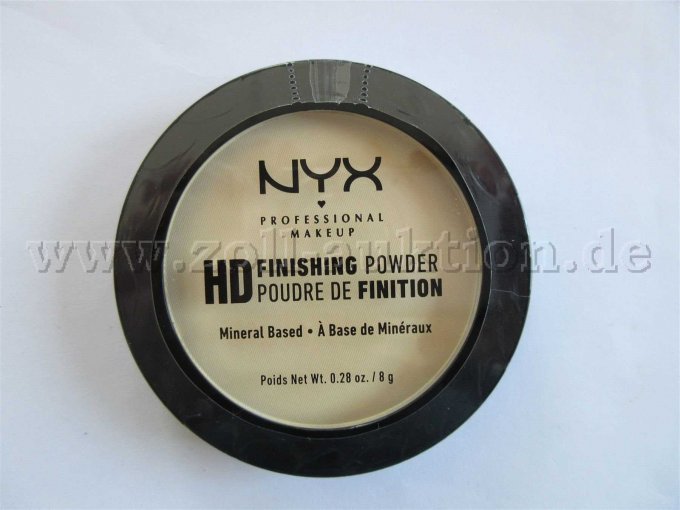 NYX
PROFESSIONAL
MAKEUP
www.zoll-auktion.de
HD FINISHING POWDER
POUDRE DE FINITION
Mineral Based • À Base de Minéraux
Poids Net Wt. 0.28 oz. / 8 g